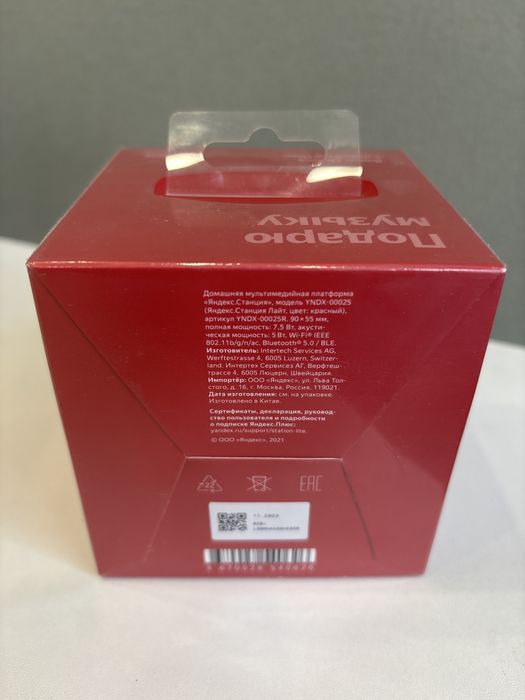 Подарю
музыку
Домашняя мультимедийная платформа
«Яндекс.Станция», модель YNDX-00025
(Яндекс.Станция Лайт, цвет: красный),
артикул YNDX-00025R. 90 × 55 мм,
полная мощность: 7,5 Вт, акусти-
ческая мощность: 5 Вт, Wi-Fi® IEEE
802.11b/g/n/ac, Bluetooth® 5.0 / BLE.
Изготовитель: Intertech Services AG,
Werftestrasse 4, 6005 Luzern, Switzer-
land. Интертех Сервисез АГ, Верфтеш-
трассе 4, 6005 Люцерн, Швейцария.
Импортёр: ООО «Яндекс», ул. Льва Тол-
стого, д. 16, г. Москва, Россия, 119021.
Дата изготовления: см. на упаковке.
Изготовлено в Китае.
Сертификаты, декларация, руковод-
ство пользователя и подробности
о подписке Яндекс.Плюс:
yandex.ru/support/station-lite.
© ООО «Яндекс», 2021
EAC